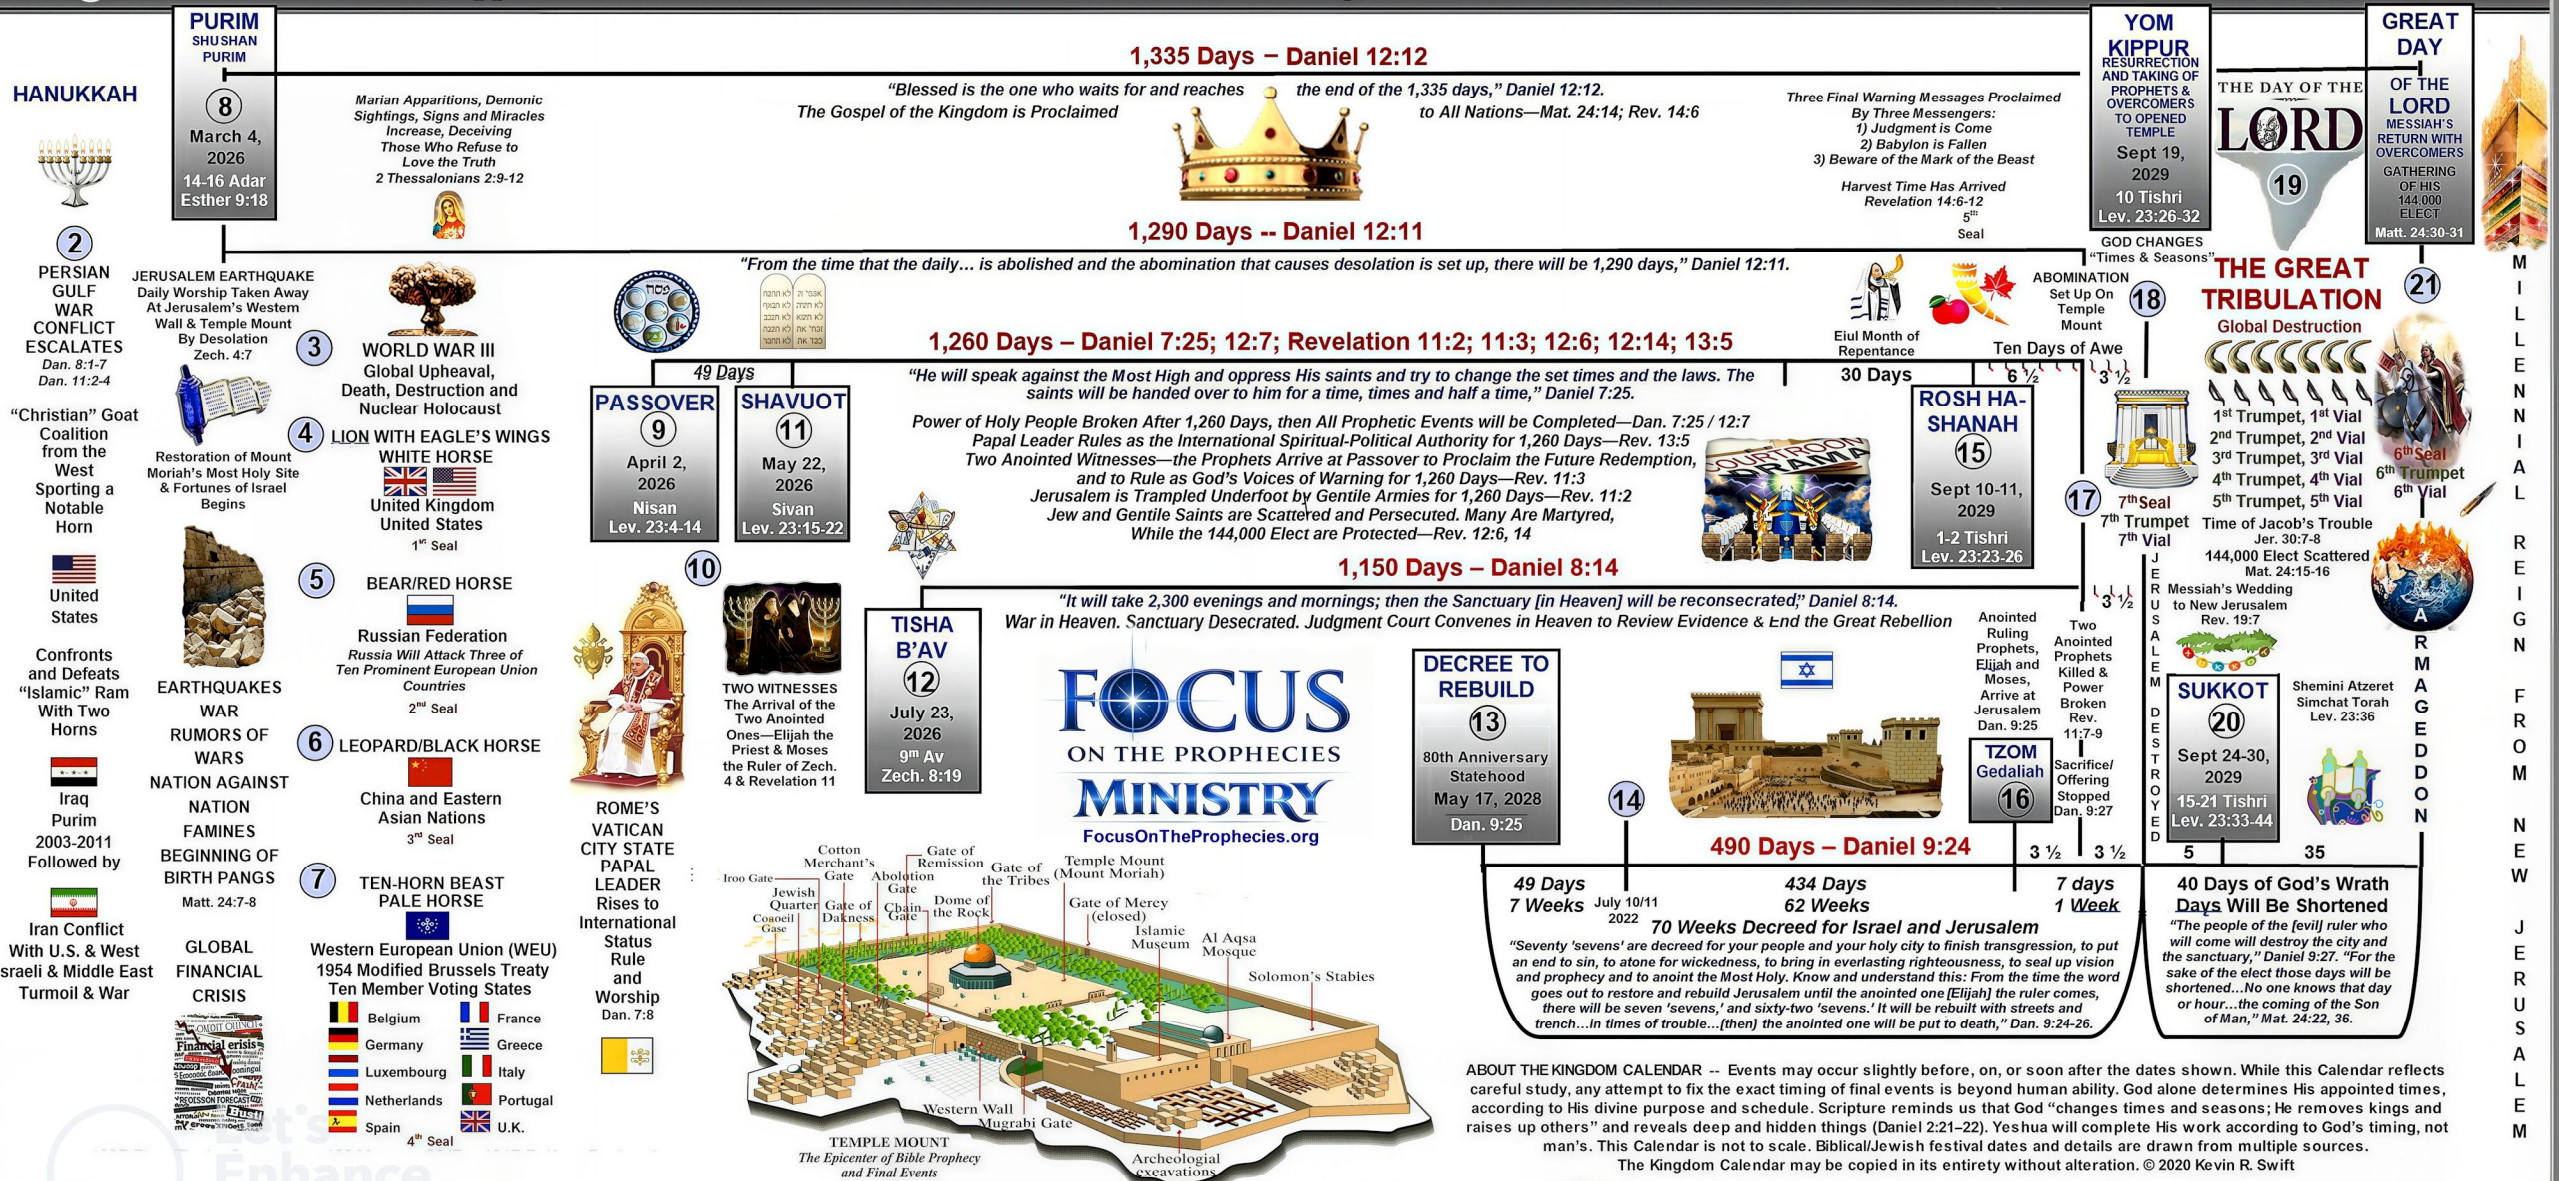 HANUKKAH
2
PERSIAN
GULF
WAR
CONFLICT
ESCALATES
Dan. 8:1-7
Dan. 11:2-4
“Christian” Goat
Coalition
from the
West
Sporting a
Notable
Horn
United
States
Confronts
and Defeats
“Islamic” Ram
With Two
Horns
Iraq
Purim
2003-2011
Followed by
Iran Conflict
With U.S. & West
sraeli & Middle East
Turmoil & War
PURIM
SHUSHAN
PURIM
8
March 4,
2026
14-16 Adar
Esther 9:18
JERUSALEM EARTHQUAKE
Daily Worship Taken Away
At Jerusalem's Western
Wall & Temple Mount
By Desolation
Zech. 4:7
Restoration of Mount
Moriah's Most Holy Site
& Fortunes of Israel
Begins
EARTHQUAKES
WAR
RUMORS OF
WARS
NATION AGAINST
NATION
FAMINES
BEGINNING OF
BIRTH PANGS
Matt. 24:7-8
GLOBAL
FINANCIAL
CRISIS
Financial crisis
Marian Apparitions, Demonic
Sightings, Signs and Miracles
Increase, Deceiving
Those Who Refuse to
Love the Truth
2 Thessalonians 2:9-12
3
WORLD WAR III
Global Upheaval,
Death, Destruction and
Nuclear Holocaust
4
LION WITH EAGLE'S WINGS
WHITE HORSE
United Kingdom
United States
1st Seal
5
BEAR/RED HORSE
Russian Federation
Russia Will Attack Three of
Ten Prominent European Union
Countries
2nd Seal
6
LEOPARD/BLACK HORSE
China and Eastern
Asian Nations
3rd Seal
7
TEN-HORN BEAST
PALE HORSE
Western European Union (WEU)
1954 Modified Brussels Treaty
Ten Member Voting States
Belgium France
Germany Greece
Luxembourg Italy
Netherlands Portugal
Spain U.K.
4th Seal
Let's
Enhance
1,335 Days – Daniel 12:12
“Blessed is the one who waits for and reaches the end of the 1,335 days,” Daniel 12:12.
The Gospel of the Kingdom is Proclaimed to All Nations—Mat. 24:14; Rev. 14:6
Three Final Warning Messages Proclaimed
By Three Messengers:
1) Judgment is Come
2) Babylon is Fallen
3) Beware of the Mark of the Beast
Harvest Time Has Arrived
Revelation 14:6-12
5th
Seal
1,290 Days -- Daniel 12:11
“From the time that the daily… is abolished and the abomination that causes desolation is set up, there will be 1,290 days,” Daniel 12:11.
1,260 Days – Daniel 7:25; 12:7; Revelation 11:2; 11:3; 12:6; 12:14; 13:5
49 Days
“He will speak against the Most High and oppress His saints and try to change the set times and the laws. The
saints will be handed over to him for a time, times and half a time,” Daniel 7:25.
Power of Holy People Broken After 1,260 Days, then All Prophetic Events will be Completed—Dan. 7:25 / 12:7
Papal Leader Rules as the International Spiritual-Political Authority for 1,260 Days—Rev. 13:5
Two Anointed Witnesses—the Prophets Arrive at Passover to Proclaim the Future Redemption,
and to Rule as God's Voices of Warning for 1,260 Days—Rev. 11:3
Jerusalem is Trampled Underfoot by Gentile Armies for 1,260 Days—Rev. 11:2
Jew and Gentile Saints are Scattered and Persecuted. Many Are Martyred,
While the 144,000 Elect are Protected—Rev. 12:6, 14
PASSOVER
9
April 2,
2026
Nisan
Lev. 23:4-14
SHAVUOT
11
May 22,
2026
Sivan
Lev. 23:15-22
10
ROME'S
VATICAN
CITY STATE
PAPAL
LEADER
Rises to
International
Status
Rule
and
Worship
Dan. 7:8
TWO WITNESSES
The Arrival of the
Two Anointed
Ones—Elijah the
Priest & Moses
the Ruler of Zech.
4 & Revelation 11
COURTROOM
DRAMA
1,150 Days – Daniel 8:14
“It will take 2,300 evenings and mornings; then the Sanctuary [in Heaven] will be reconsecrated,” Daniel 8:14.
War in Heaven. Sanctuary Desecrated. Judgment Court Convenes in Heaven to Review Evidence & End the Great Rebellion
TISHA
B'AV
12
July 23,
2026
9m Av
Zech. 8:19
FOCUS
ON THE PROPHECIES
MINISTRY
FocusOnTheProphecies.org
Iroo Gate
Jewish
Quarter
Cotton
Merchant's
Gate
Gate of
Dakness
Abolution
Gate
Chain
Gate
Gate of
Remission
Dome of
the Rock
Gate of
the Tribes
Temple Mount
(Mount Moriah)
Gate of Mercy
(closed)
Islamic
Museum
Al Aqsa
Mosque
Solomon's Stables
Western Wall
Mugrabi Gate
Archeologial
exeavations
TEMPLE MOUNT
The Epicenter of Bible Prophecy
and Final Events
DECREE TO
REBUILD
13
80th Anniversary
Statehood
May 17, 2028
Dan. 9:25
14
Eiul Month of
Repentance
30 Days
ABOMINATION
Set Up On
Temple
Mount
Ten Days of Awe
6 ½ 3 ½
ROSH HA-
SHANAH
15
Sept 10-11,
2029
1-2 Tishri
Lev. 23:23-26
Anointed
Ruling
Prophets,
Elijah and
Moses,
Arrive at
Jerusalem
Dan. 9:25
TZOM
Gedaliah
16
17
3 ½
Two
Anointed
Prophets
Killed &
Power
Broken
Rev.
11:7-9
Sacrifice/
Offering
Stopped
Dan. 9:27
490 Days – Daniel 9:24
3 ½ 3 ½
49 Days
7 Weeks
July 10/11
2022
434 Days
62 Weeks
7 days
1 Week
70 Weeks Decreed for Israel and Jerusalem
“Seventy 'sevens' are decreed for your people and your holy city to finish transgression, to put
an end to sin, to atone for wickedness, to bring in everlasting righteousness, to seal up vision
and prophecy and to anoint the Most Holy. Know and understand this: From the time the word
goes out to restore and rebuild Jerusalem until the anointed one [Elijah] the ruler comes,
there will be seven 'sevens,' and sixty-two 'sevens.' It will be rebuilt with streets and
trench…in times of trouble…[then} the anointed one will be put to death,” Dan. 9:24-26.
YOM
KIPPUR
RESURRECTION
AND TAKING OF
PROPHETS &
OVERCOMERS
TO OPENED
TEMPLE
Sept 19,
2029
10 Tishri
Lev. 23:26-32
GOD CHANGES
“Times & Seasons”
18
7th Seal
7th Trumpet
7th Vial
JERUSALEM DESTROYED
THE DAY OF THE
LORD
19
THE GREAT
TRIBULATION
Global Destruction
1st Trumpet, 1st Vial
2nd Trumpet, 2nd Vial
3rd Trumpet, 3rd Vial
4th Trumpet, 4th Vial
5th Trumpet, 5th Vial
Time of Jacob's Trouble
Jer. 30:7-8
144,000 Elect Scattered
Mat. 24:15-16
Messiah's Wedding
to New Jerusalem
Rev. 19:7
SUKKOT
20
Sept 24-30,
2029
15-21 Tishri
Lev. 23:33-44
Shemini Atzeret
Simchat Torah
Lev. 23:36
5 35
40 Days of God's Wrath
Days Will Be Shortened
“The people of the [evil] ruler who
will come will destroy the city and
the sanctuary,” Daniel 9:27. “For the
sake of the elect those days will be
shortened…No one knows that day
or hour…the coming of the Son
of Man,” Mat. 24:22, 36.
GREAT
DAY
OF THE
LORD
MESSIAH'S
RETURN WITH
OVERCOMERS
GATHERING
OF HIS
144,000
ELECT
Matt. 24:30-31
21
6th Seal
6th Trumpet
6th Vial
ARMAGEDDON
MILLENNIAL REIGN FROM NEW JERUSALEM
ABOUT THE KINGDOM CALENDAR -- Events may occur slightly before, on, or soon after the dates shown. While this Calendar reflects
careful study, any attempt to fix the exact timing of final events is beyond human ability. God alone determines His appointed times,
according to His divine purpose and schedule. Scripture reminds us that God “changes times and seasons; He removes kings and
raises up others” and reveals deep and hidden things (Daniel 2:21–22). Yeshua will complete His work according to God's timing, not
man's. This Calendar is not to scale. Biblical/Jewish festival dates and details are drawn from multiple sources.
The Kingdom Calendar may be copied in its entirety without alteration. © 2020 Kevin R. Swift